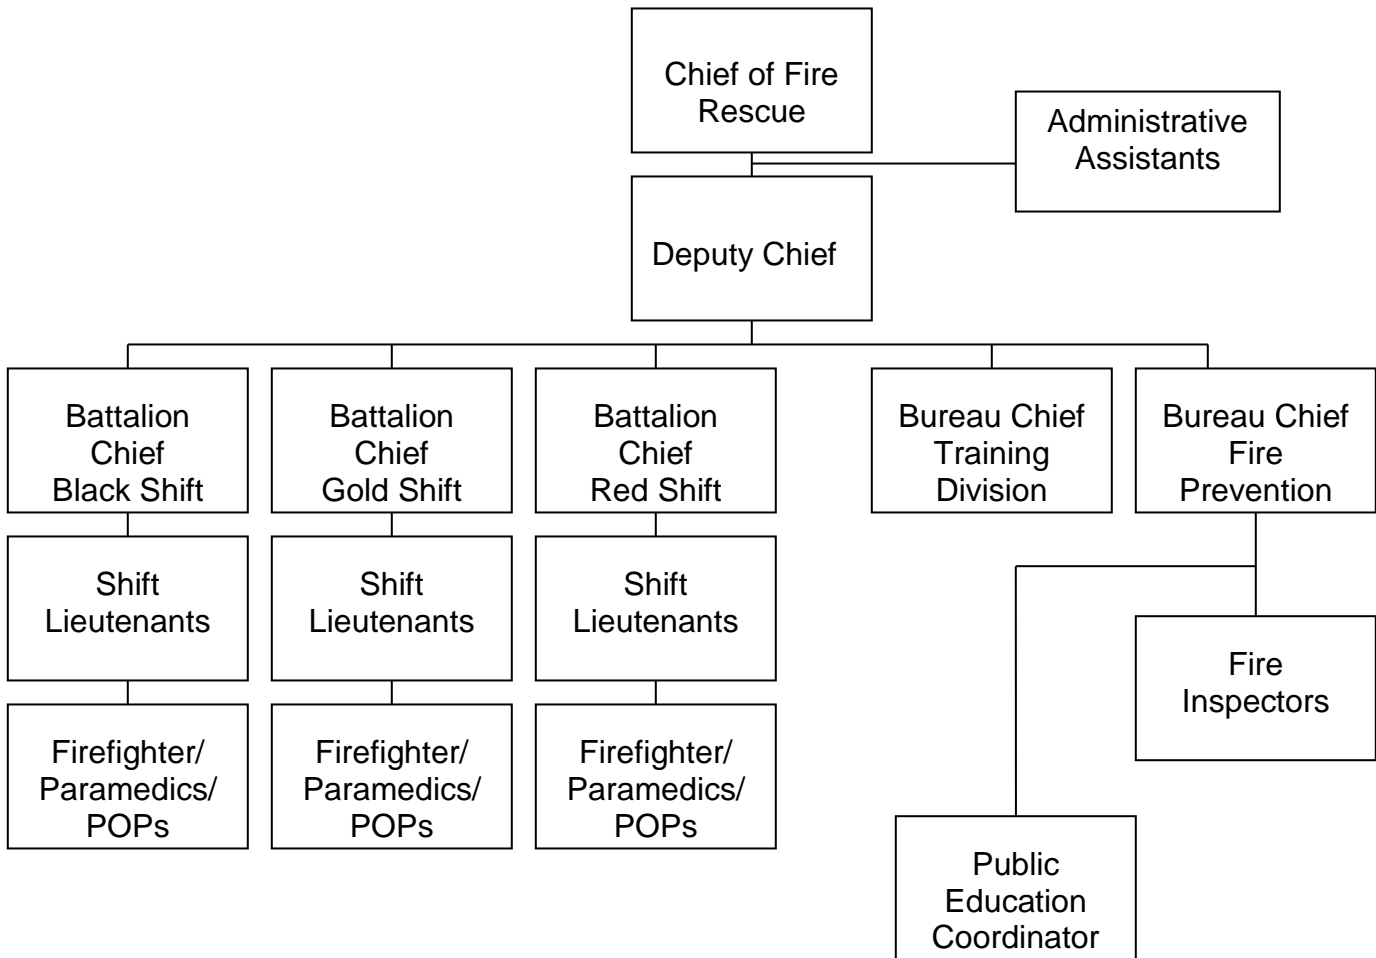 Chief of Fire
Rescue
Administrative
Assistants
Deputy Chief
Battalion
Chief
Black Shift
Battalion
Chief
Gold Shift
Battalion
Chief
Red Shift
Bureau Chief
Training
Division
Bureau Chief
Fire
Prevention
Shift
Lieutenants
Shift
Lieutenants
Shift
Lieutenants
Fire
Inspectors
Firefighter/
Paramedics/
POPs
Firefighter/
Paramedics/
POPs
Firefighter/
Paramedics/
POPs
Public
Education
Coordinator